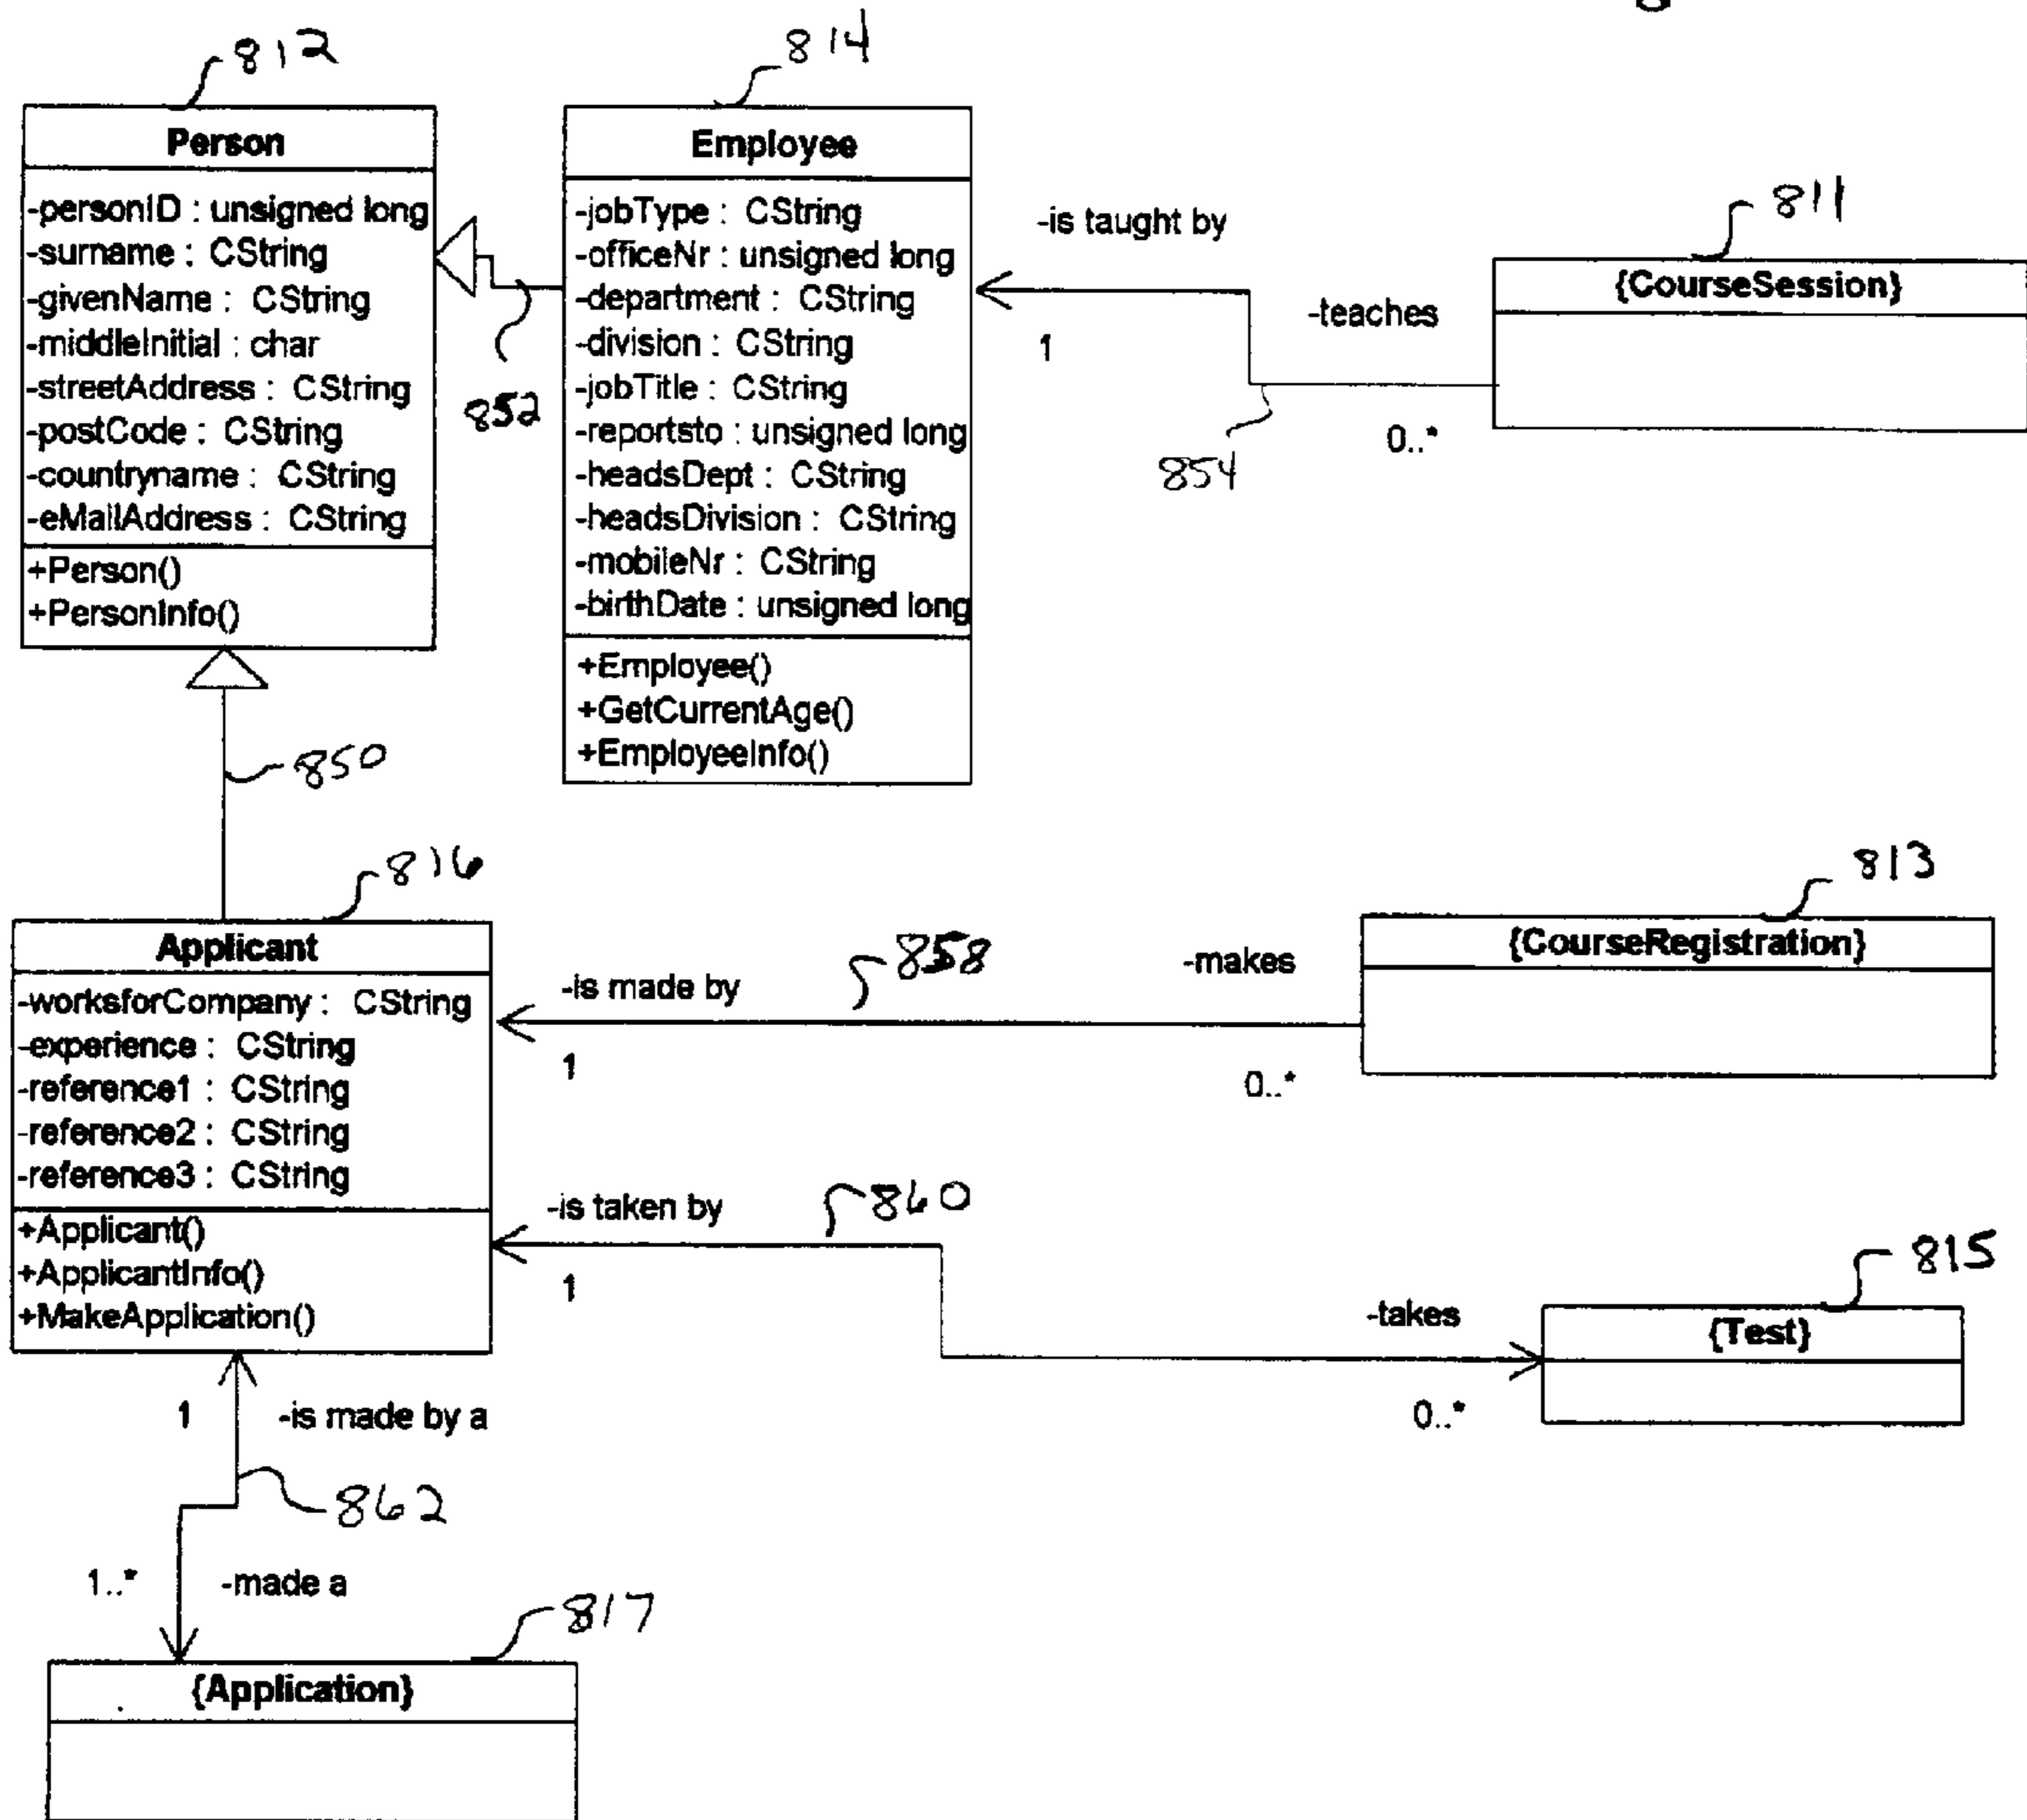 812
Person
-personID : unsigned long
-surname : CString
-givenName : CString
-middleInitial : char
-streetAddress : CString
-postCode : CString
-countryname : CString
-eMailAddress : CString
+Person()
+PersonInfo()
814
Employee
-jobType : CString
-officeNr : unsigned long
-department : CString
-division : CString
-jobTitle : CString
-reportsto : unsigned long
-headsDept : CString
-headsDivision : CString
-mobileNr : CString
-birthDate : unsigned long
+Employee()
+GetCurrentAge()
+EmployeeInfo()
852
-is taught by
1
-teaches
0..*
854
811
{CourseSession}
850
816
Applicant
-worksforCompany : CString
-experience : CString
-reference1 : CString
-reference2 : CString
-reference3 : CString
+Applicant()
+ApplicantInfo()
+MakeApplication()
-is made by
1
858
-makes
0..*
813
{CourseRegistration}
-is taken by
1
860
-takes
0..*
815
{Test}
1
-is made by a
862
1..*
-made a
817
{Application}